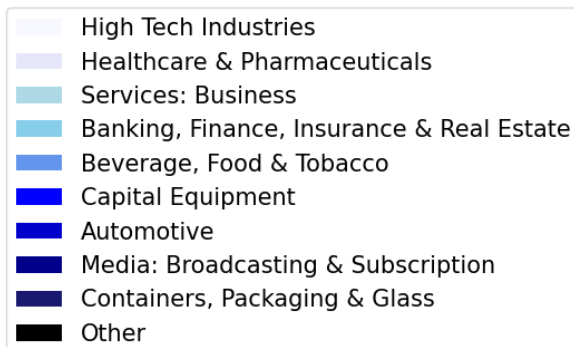 High Tech Industries
Healthcare & Pharmaceuticals
Services: Business
Banking, Finance, Insurance & Real Estate
Beverage, Food & Tobacco
Capital Equipment
Automotive
Media: Broadcasting & Subscription
Containers, Packaging & Glass
Other